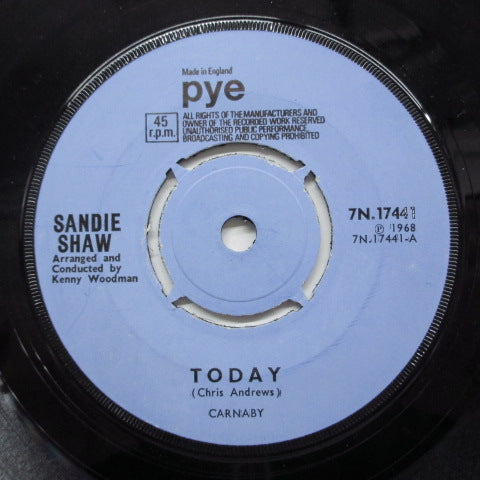 Made in England
pye
45
r.p.m.
ALL RIGHTS OF THE MANUFACTURERS AND
OWNER OF THE RECORDED WORK RESERVED
UNAUTHORISED PUBLIC PERFORMANCE,
BROADCASTING AND COPYING PROHIBITED
SANDIE
SHAW
Arranged and
Conducted by
Kenny Woodman
7N.17441
Ⓟ 1968
7N.17441-A
TODAY
(Chris Andrews)
CARNABY